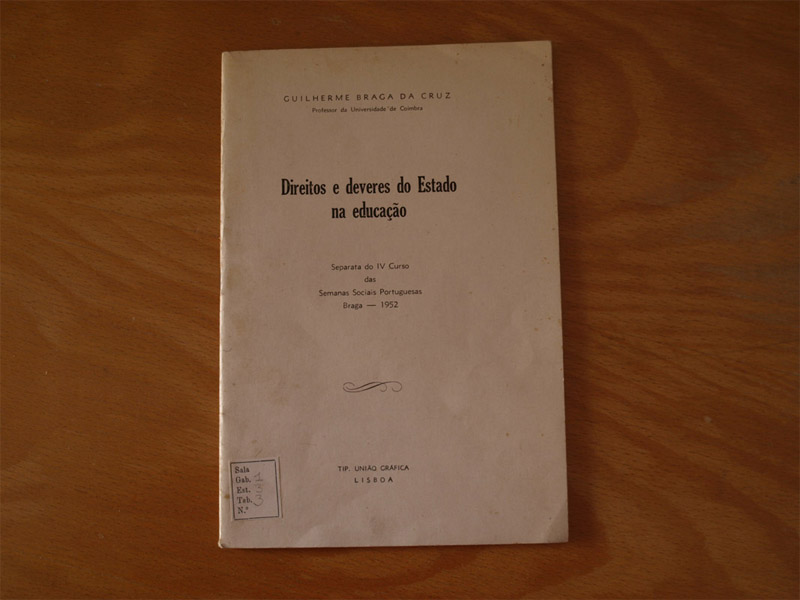 GUILHERME BRAGA DA CRUZ
Professor da Universidade de Coimbra
Direitos e deveres do Estado
na educação
Separata do IV Curso
das
Semanas Sociais Portuguesas
Braga — 1952
TIP. UNIÃO GRÁFICA
LISBOA
Sala
Gab.
Est.
Tab.
N.º